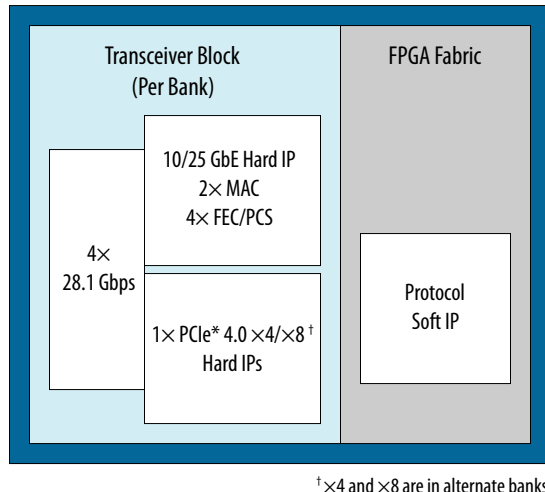 Transceiver Block
(Per Bank)
FPGA Fabric
10/25 GbE Hard IP
2× MAC
4× FEC/PCS
4×
28.1 Gbps
1× PCIe* 4.0 ×4/×8 †
Hard IPs
Protocol
Soft IP
† ×4 and ×8 are in alternate banks